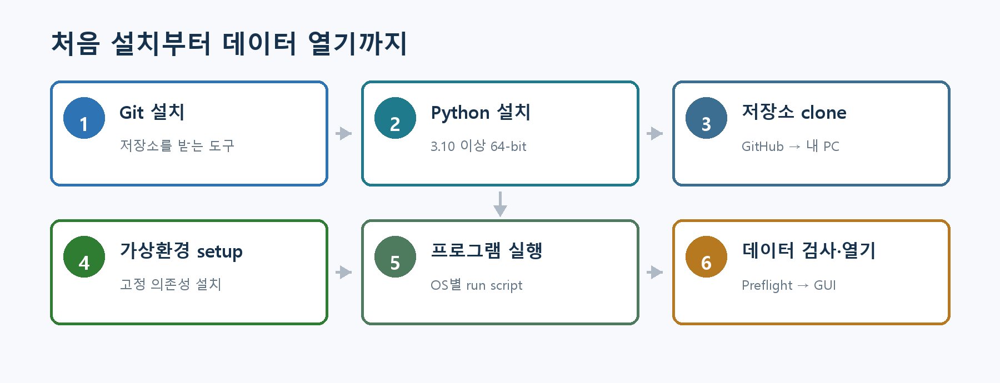 처음 설치부터 데이터 열기까지
1
Git 설치
저장소를 받는 도구
2
Python 설치
3.10 이상 64-bit
3
저장소 clone
GitHub → 내 PC
4
가상환경 setup
고정 의존성 설치
5
프로그램 실행
OS별 run script
6
데이터 검사·열기
Preflight → GUI